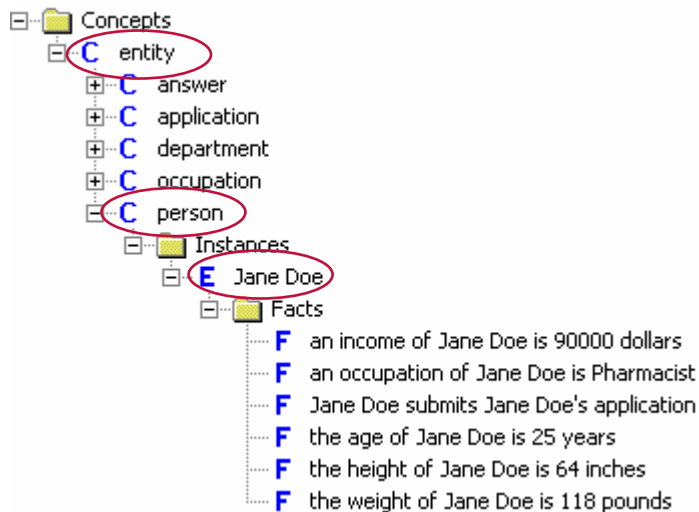 Concepts
C entity
C answer
C application
C department
C occupation
C person
Instances
E Jane Doe
Facts
F an income of Jane Doe is 90000 dollars
F an occupation of Jane Doe is Pharmacist
F Jane Doe submits Jane Doe's application
F the age of Jane Doe is 25 years
F the height of Jane Doe is 64 inches
F the weight of Jane Doe is 118 pounds